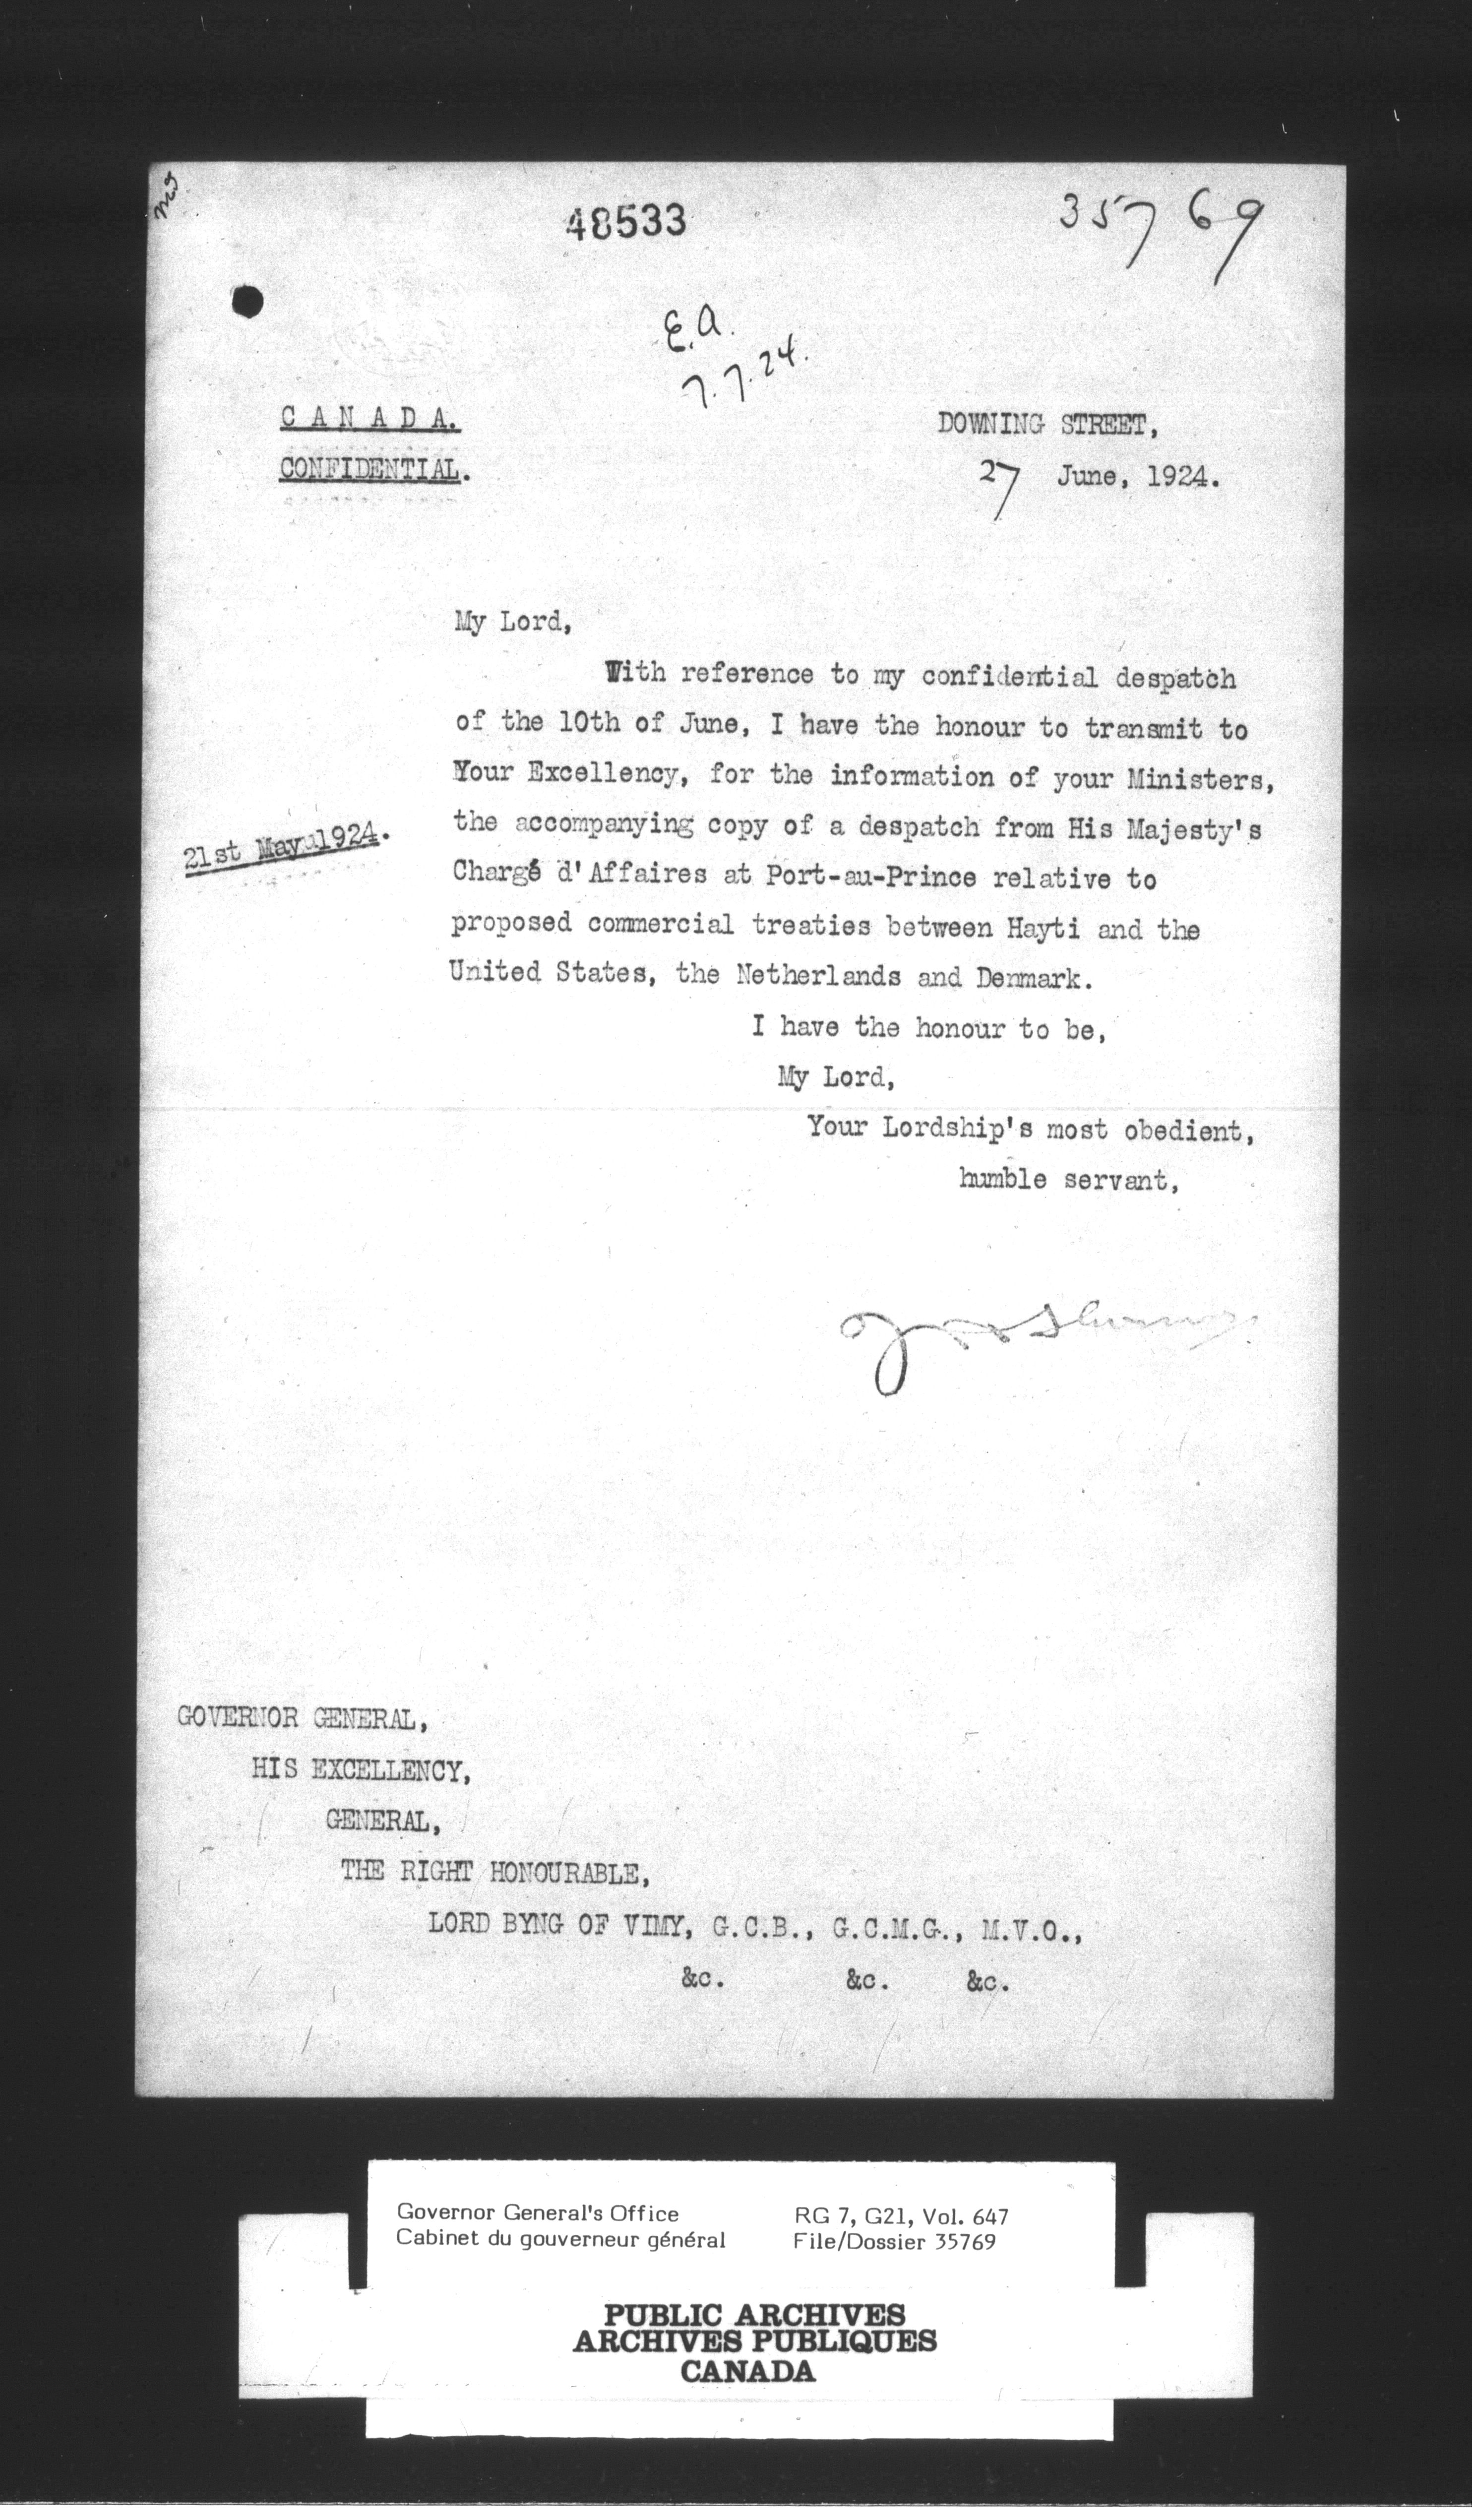 48533
35769
E.A.
7.7.24.
CANADA.
CONFIDENTIAL.
DOWNING STREET,
27 June, 1924.
My Lord,
With reference to my confidential despatch
of the 10th of June, I have the honour to transmit to
Your Excellency, for the information of your Ministers,
the accompanying copy of a despatch from His Majesty's
Chargé d'Affaires at Port-au-Prince relative to
proposed commercial treaties between Hayti and the
United States, the Netherlands and Denmark.
21st May 1924.
I have the honour to be,
My Lord,
Your Lordship's most obedient,
humble servant,
GOVERNOR GENERAL,
HIS EXCELLENCY,
GENERAL,
THE RIGHT HONOURABLE,
LORD BYNG OF VIMY, G.C.B., G.C.M.G., M.V.O.,
&c. &c. &c.
Governor General's Office
Cabinet du gouverneur général
RG 7, G21, Vol. 647
File/Dossier 35769
PUBLIC ARCHIVES
ARCHIVES PUBLIQUES
CANADA